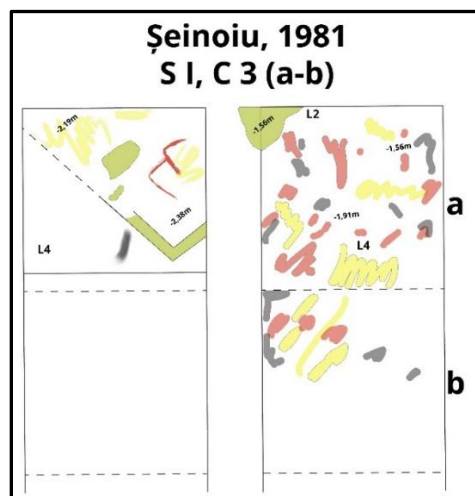 Șeinoiu, 1981
S I, C 3 (a-b)
-2,19m
-2,38m
L4
-1,56m
L2
-1,56m
a
-1,91m
L4
b